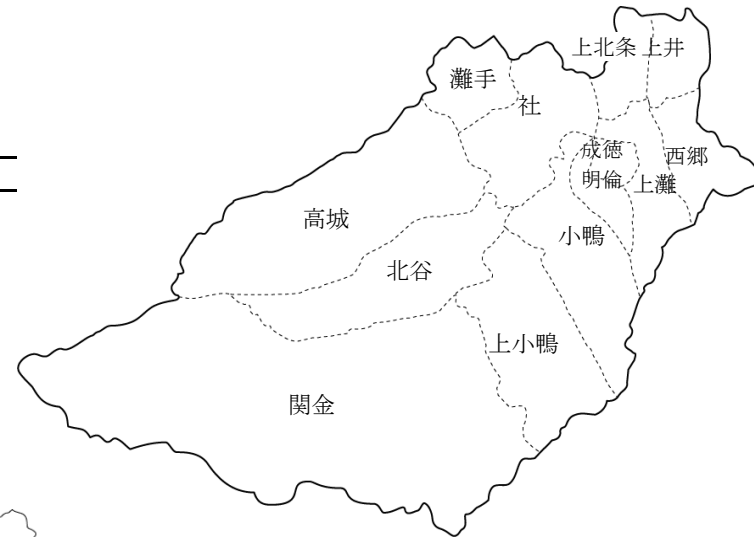 上北条
上井
灘手
社
成徳
西郷
明倫
上灘
高城
小鴨
北谷
上小鴨
関金